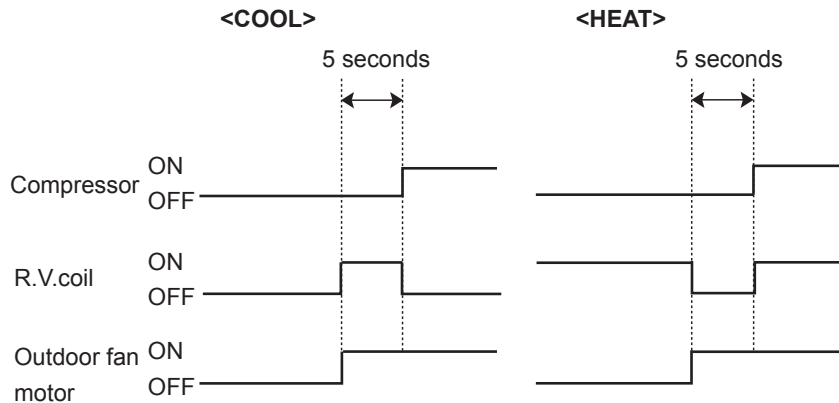 <COOL> <HEAT>
5 seconds 5 seconds
ON
Compressor
OFF
ON
R.V.coil
OFF
Outdoor fan ON
motor OFF